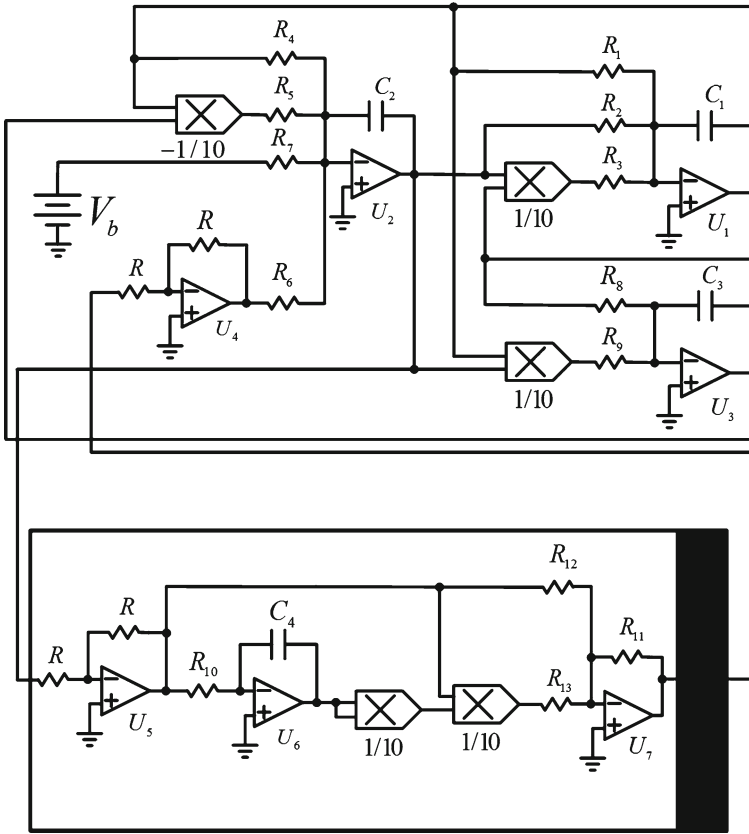 R₄
R₁
R₅
C₂
C₁
R₂
−1/10
R₇
R₃
V_b
U₂
1/10
U₁
R
R
R₆
R₈
C₃
U₄
R₉
1/10
U₃
R₁₂
R
C₄
R₁₁
R
R₁₀
R₁₃
U₅
U₆
1/10
1/10
U₇